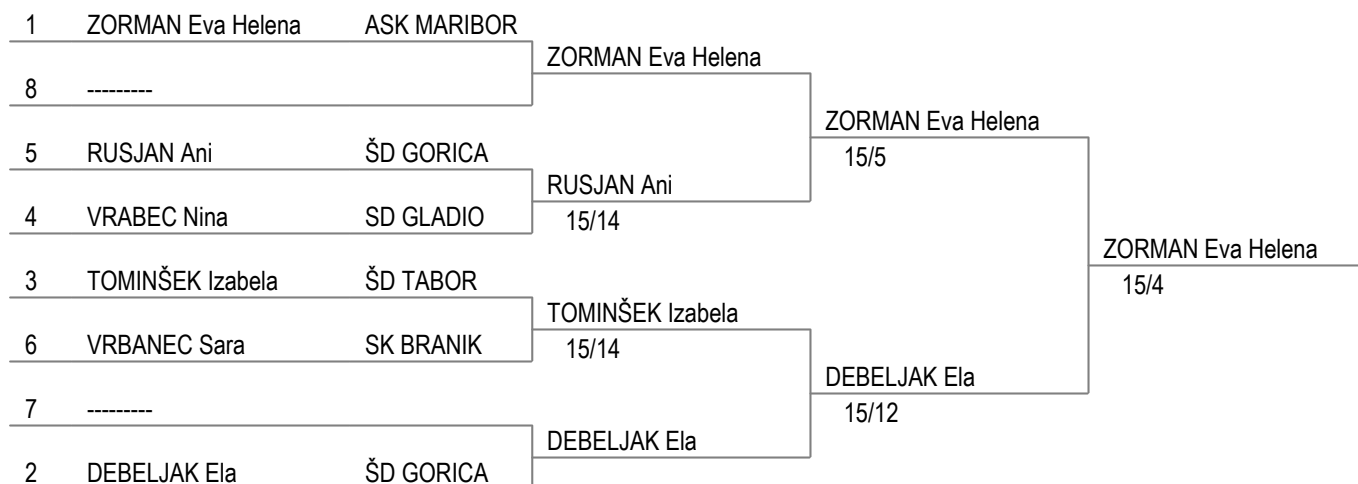 1 ZORMAN Eva Helena ASK MARIBOR
ZORMAN Eva Helena
8 ---------
ZORMAN Eva Helena
15/5
5 RUSJAN Ani ŠD GORICA
RUSJAN Ani
15/14
4 VRABEC Nina SD GLADIO
ZORMAN Eva Helena
15/4
3 TOMINŠEK Izabela ŠD TABOR
TOMINŠEK Izabela
15/14
6 VRBANEC Sara SK BRANIK
DEBELJAK Ela
15/12
7 ---------
DEBELJAK Ela
2 DEBELJAK Ela ŠD GORICA